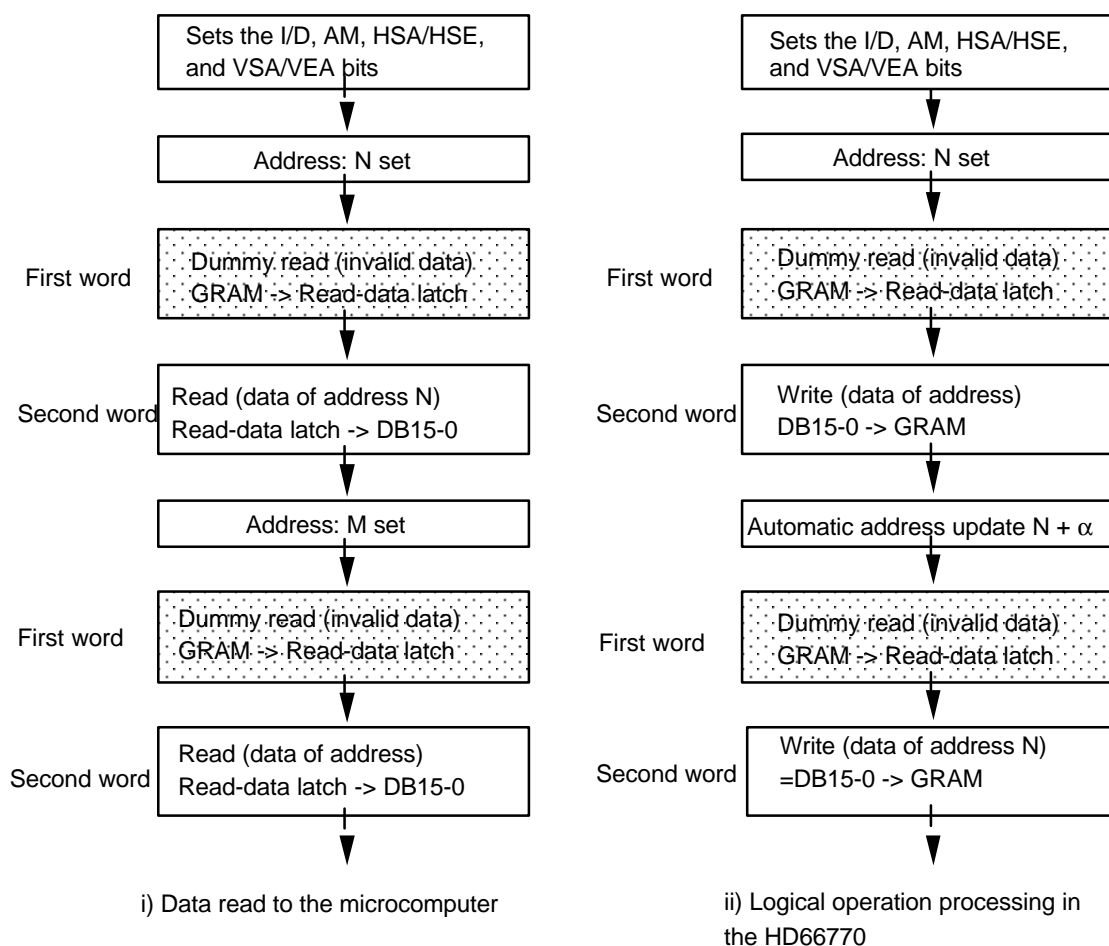 Sets the I/D, AM, HSA/HSE,
and VSA/VEA bits
Address: N set
First word
Dummy read (invalid data)
GRAM -> Read-data latch
Second word
Read (data of address N)
Read-data latch -> DB15-0
Address: M set
First word
Dummy read (invalid data)
GRAM -> Read-data latch
Second word
Read (data of address)
Read-data latch -> DB15-0
i) Data read to the microcomputer
Sets the I/D, AM, HSA/HSE,
and VSA/VEA bits
Address: N set
First word
Dummy read (invalid data)
GRAM -> Read-data latch
Second word
Write (data of address)
DB15-0 -> GRAM
Automatic address update N + α
First word
Dummy read (invalid data)
GRAM -> Read-data latch
Second word
Write (data of address N)
=DB15-0 -> GRAM
ii) Logical operation processing in
the HD66770